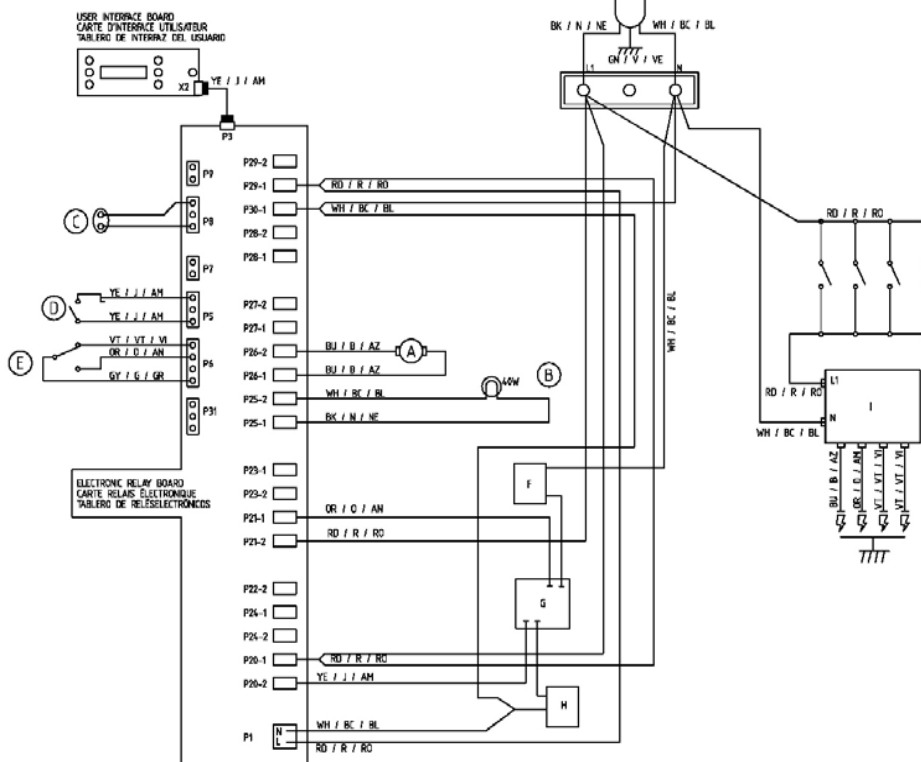 USER INTERFACE BOARD
CARTE D'INTERFACE UTILISATEUR
TABLERO DE INTERFAZ DEL USUARIO
X2
YE / J / AM
P3
BK / N / NE
WH / BC / BL
GN / V / VE
L1
N
P9
P29-2
P29-1
RD / R / RO
C
P8
P30-1
WH / BC / BL
P28-2
P28-1
RD / R / RO
P7
D
YE / J / AM
P5
YE / J / AM
P27-2
P27-1
WH / BC / BL
E
VT / VT / VI
OR / O / AN
P6
GY / G / GR
P26-2
BU / B / AZ
A
P26-1
BU / B / AZ
P25-2
WH / BC / BL
40W
B
P25-1
BK / N / NE
P31
RD / R / RO
L1
I
N
WH / BC / BL
BU / B / AZ
OR / O / AM
VT / VT / VI
VT / VT / VI
ELECTRONIC RELAY BOARD
CARTE RELAIS ÉLECTRONIQUE
TABLERO DE RELÉSELECTRÓNICOS
P23-1
P23-2
F
P21-1
OR / O / AN
P21-2
RD / R / RO
P22-2
P24-1
G
P24-2
P20-1
RD / R / RO
P20-2
YE / J / AM
H
P1
N
L
WH / BC / BL
RD / R / RO